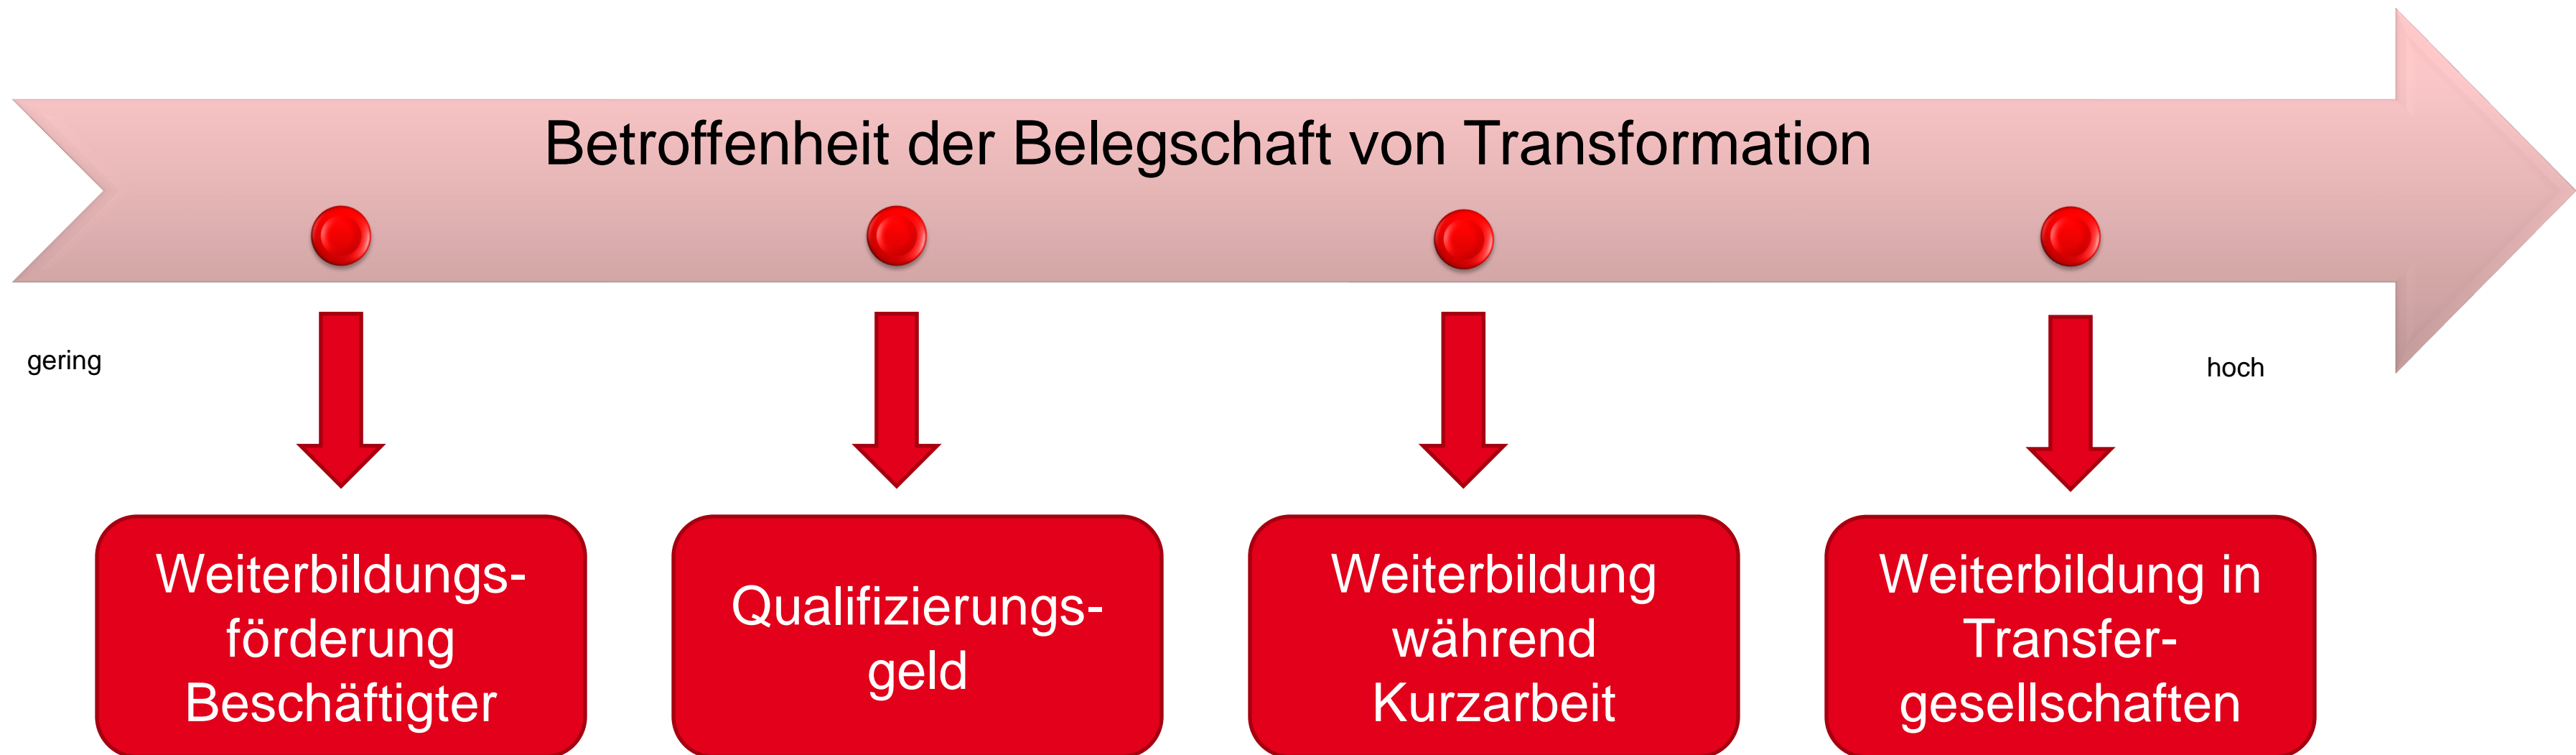 Betroffenheit der Belegschaft von Transformation
gering
hoch
Weiterbildungs-
förderung
Beschäftigter
Qualifizierungs-
geld
Weiterbildung
während
Kurzarbeit
Weiterbildung in
Transfer-
gesellschaften